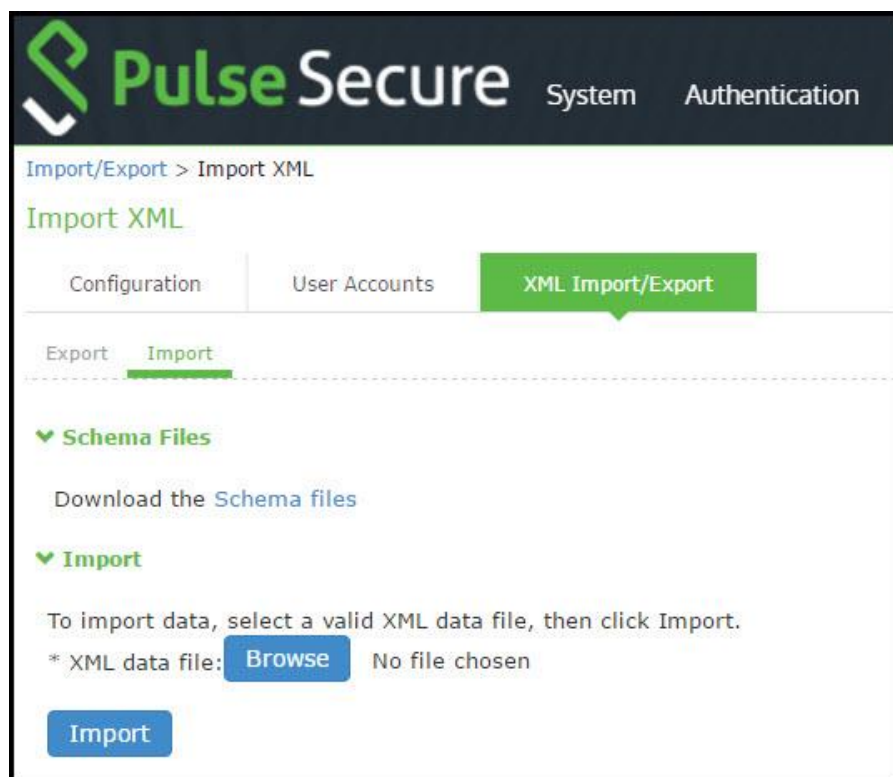 Pulse Secure System Authentication
Import/Export > Import XML
Import XML
Configuration User Accounts XML Import/Export
Export Import
Schema Files
Download the Schema files
Import
To import data, select a valid XML data file, then click Import.
* XML data file: Browse No file chosen
Import